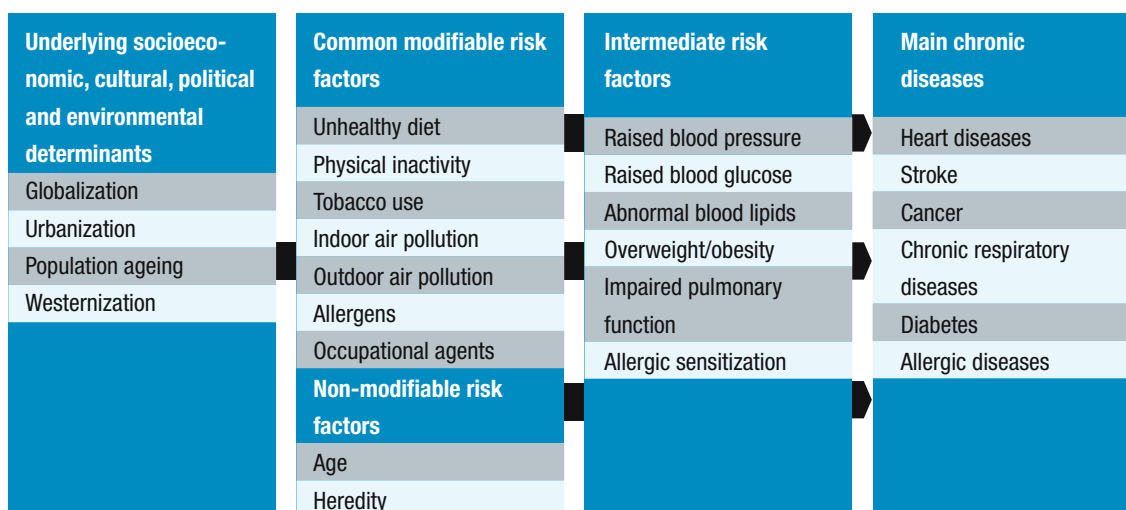 Underlying socioeco-
nomic, cultural, political
and environmental
determinants
Globalization
Urbanization
Population ageing
Westernization
Common modifiable risk
factors
Unhealthy diet
Physical inactivity
Tobacco use
Indoor air pollution
Outdoor air pollution
Allergens
Occupational agents
Non-modifiable risk
factors
Age
Heredity
Intermediate risk
factors
Raised blood pressure
Raised blood glucose
Abnormal blood lipids
Overweight/obesity
Impaired pulmonary
function
Allergic sensitization
Main chronic
diseases
Heart diseases
Stroke
Cancer
Chronic respiratory
diseases
Diabetes
Allergic diseases